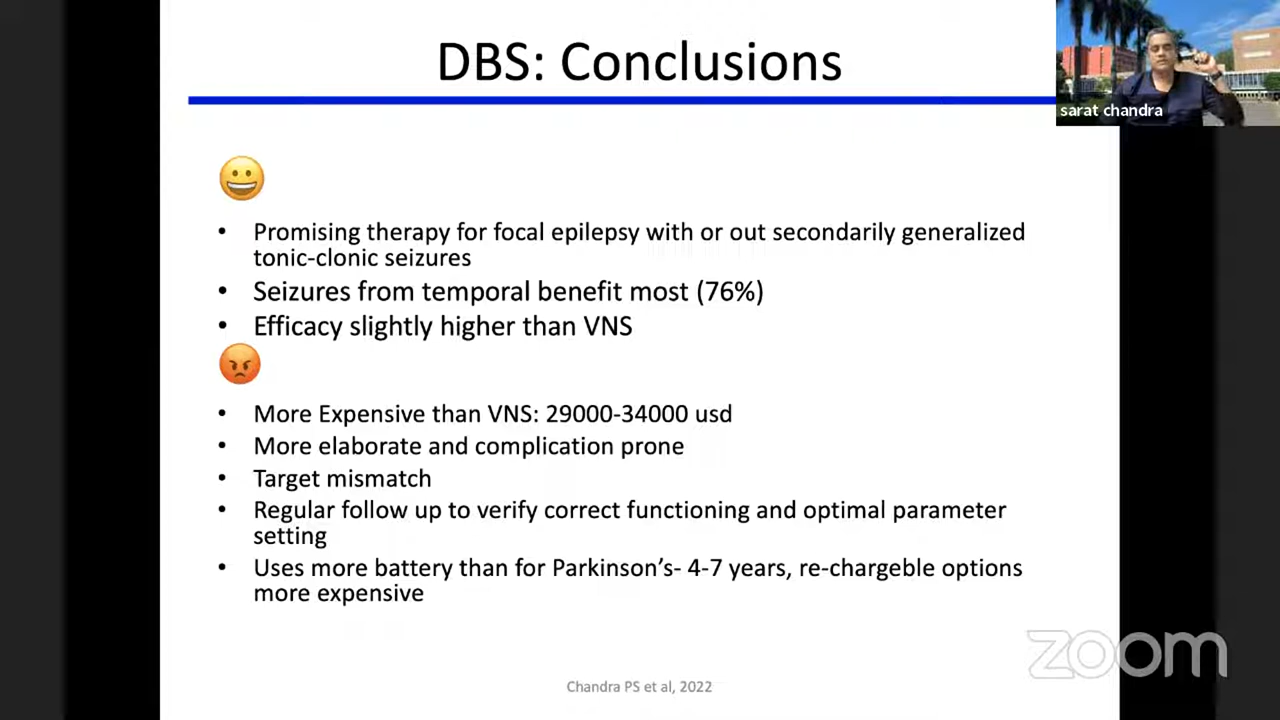 DBS: Conclusions
sarat chandra
• Promising therapy for focal epilepsy with or out secondarily generalized
tonic-clonic seizures
• Seizures from temporal benefit most (76%)
• Efficacy slightly higher than VNS
• More Expensive than VNS: 29000-34000 usd
• More elaborate and complication prone
• Target mismatch
• Regular follow up to verify correct functioning and optimal parameter
setting
• Uses more battery than for Parkinson’s- 4-7 years, re-chargeble options
more expensive
zoom
Chandra PS et al, 2022